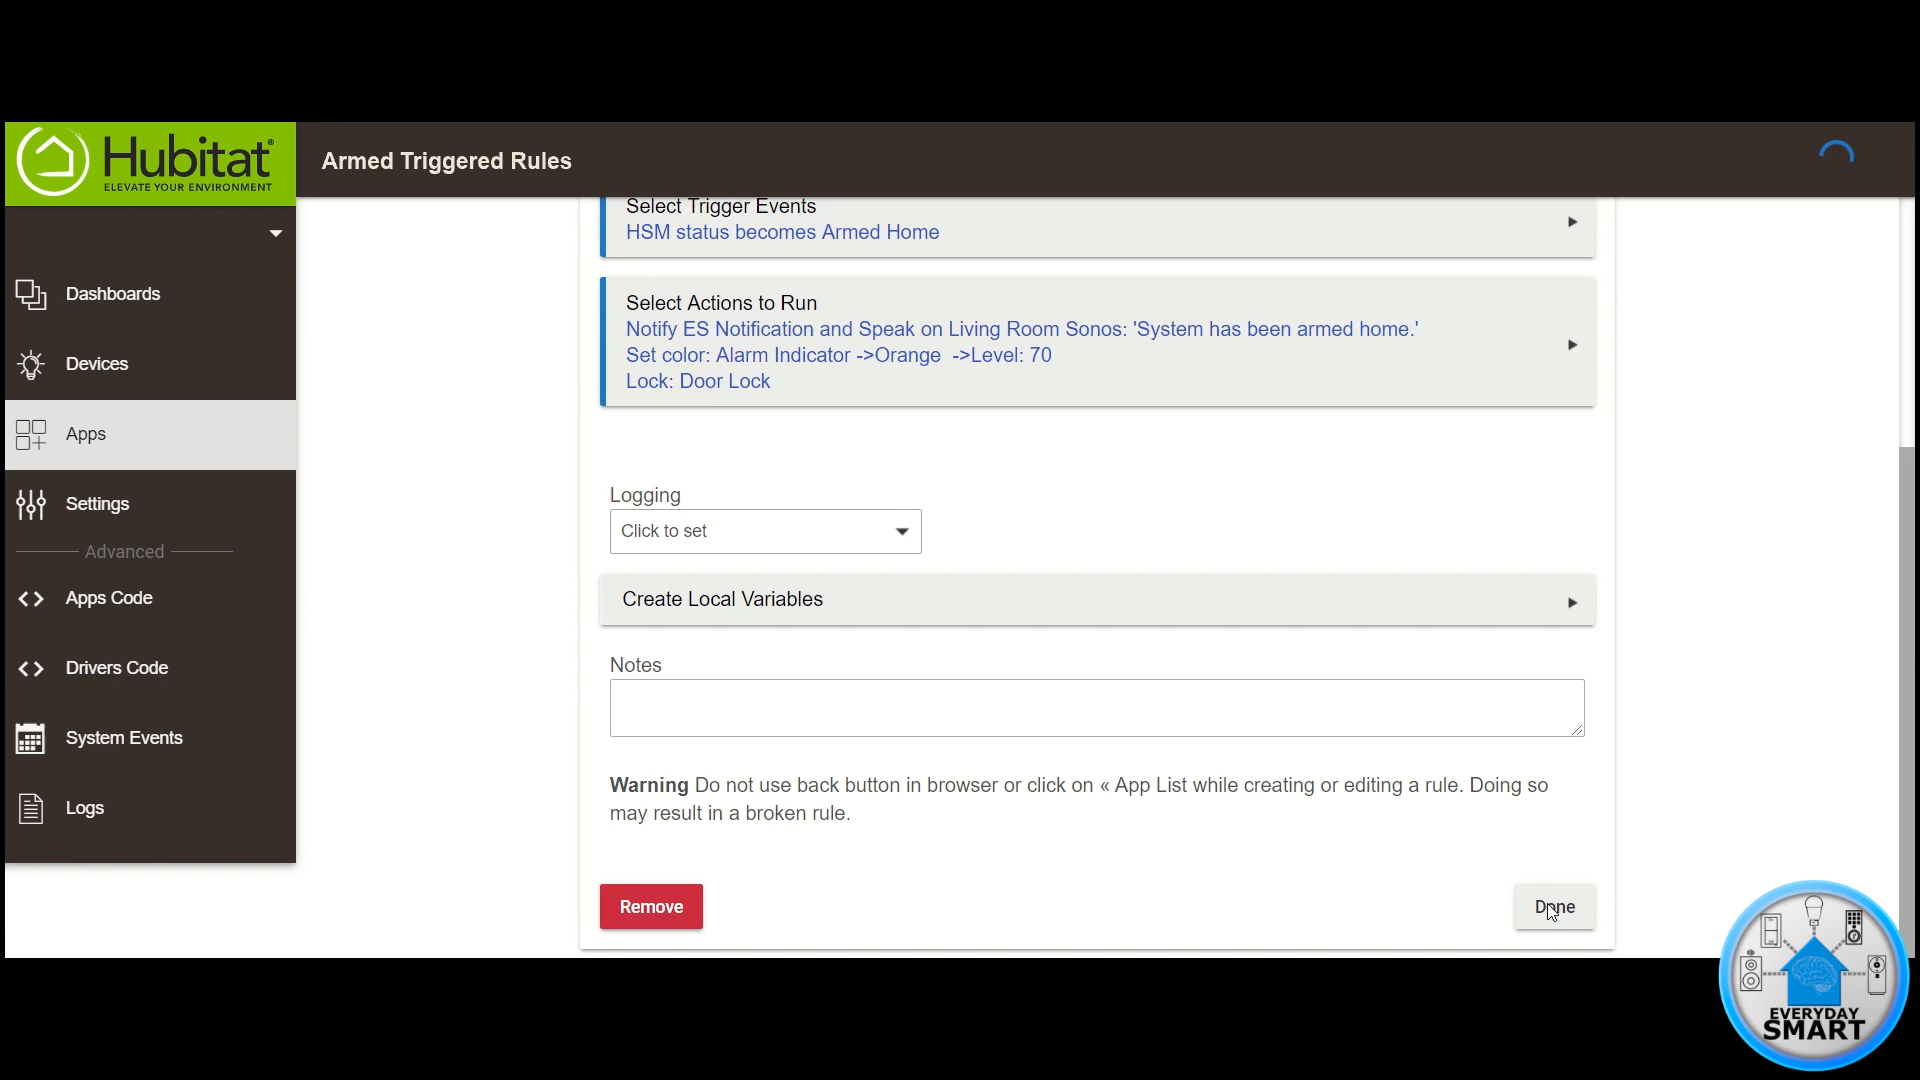 Hubitat®
ELEVATE YOUR ENVIRONMENT
Armed Triggered Rules
Dashboards
Devices
Apps
Settings
Advanced
Apps Code
Drivers Code
System Events
Logs
Select Trigger Events
HSM status becomes Armed Home
Select Actions to Run
Notify ES Notification and Speak on Living Room Sonos: 'System has been armed home.'
Set color: Alarm Indicator ->Orange ->Level: 70
Lock: Door Lock
Logging
Click to set
Create Local Variables
Notes
Warning Do not use back button in browser or click on « App List while creating or editing a rule. Doing so
may result in a broken rule.
Remove
Done
EVERYDAY
SMART